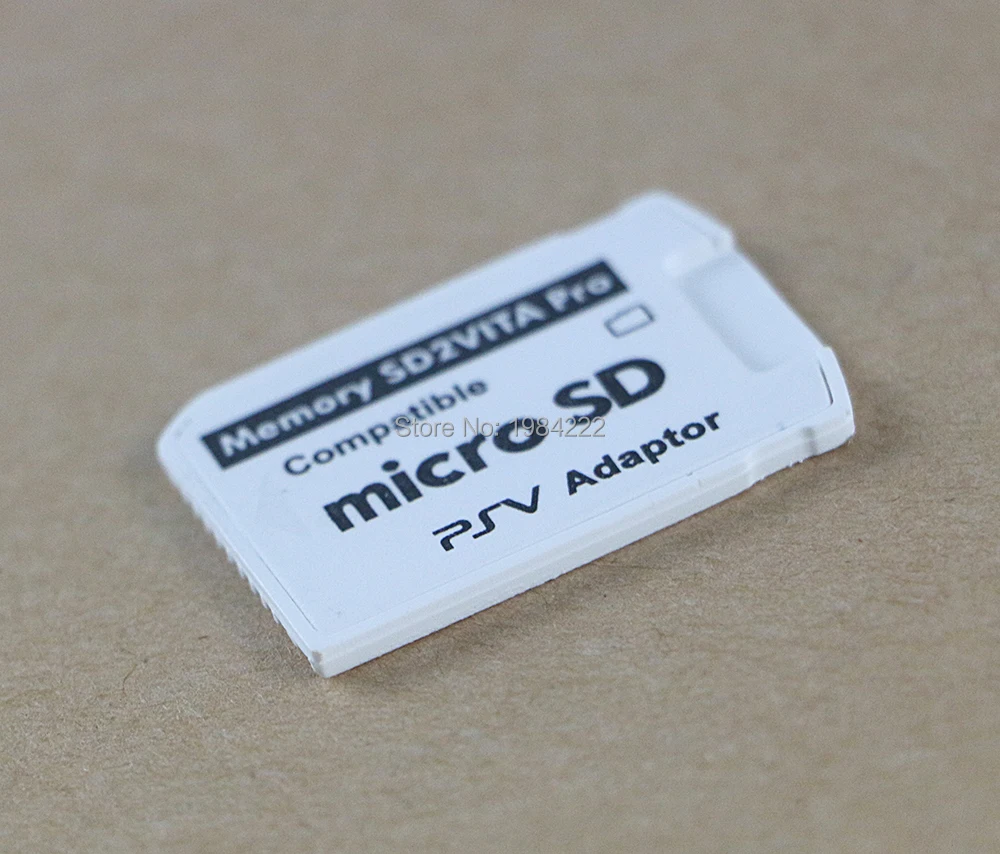 Memory SD2VITA Pro
Compatible
micro SD
PSV Adaptor
Store No: 1984222